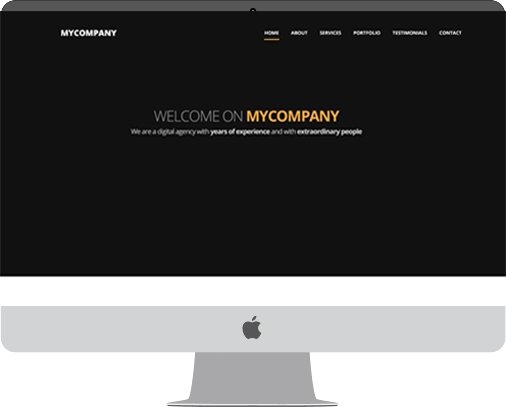 MYCOMPANY
HOME ABOUT SERVICES PORTFOLIO TESTIMONIALS CONTACT
WELCOME ON MYCOMPANY
We are a digital agency with years of experience and with extraordinary people